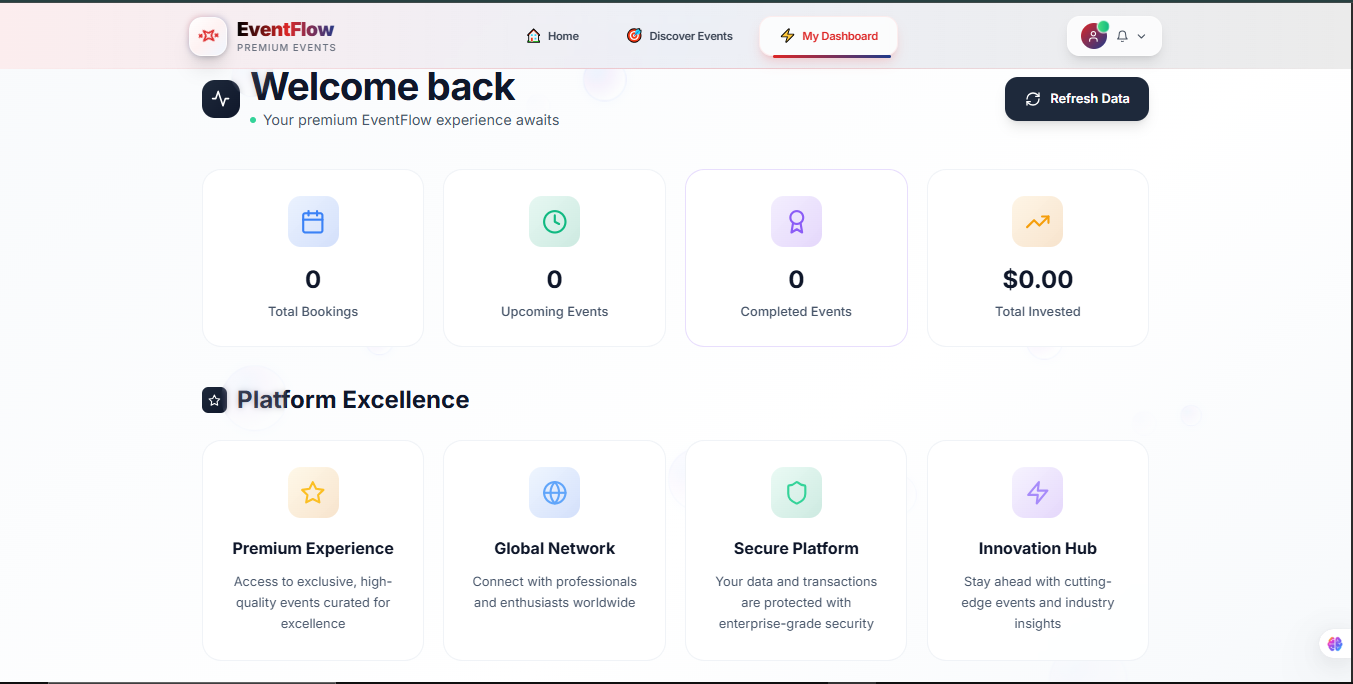 EventFlow
PREMIUM EVENTS
Home
Discover Events
My Dashboard
Welcome back
Your premium EventFlow experience awaits
Refresh Data
0
Total Bookings
0
Upcoming Events
0
Completed Events
$0.00
Total Invested
Platform Excellence
Premium Experience
Access to exclusive, high-
quality events curated for
excellence
Global Network
Connect with professionals
and enthusiasts worldwide
Secure Platform
Your data and transactions
are protected with
enterprise-grade security
Innovation Hub
Stay ahead with cutting-
edge events and industry
insights